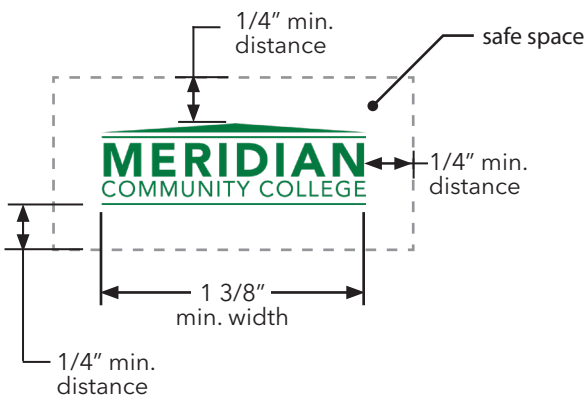 1/4” min.
distance
safe space
MERIDIAN
COMMUNITY COLLEGE
1/4” min.
distance
1 3/8”
min. width
1/4” min.
distance